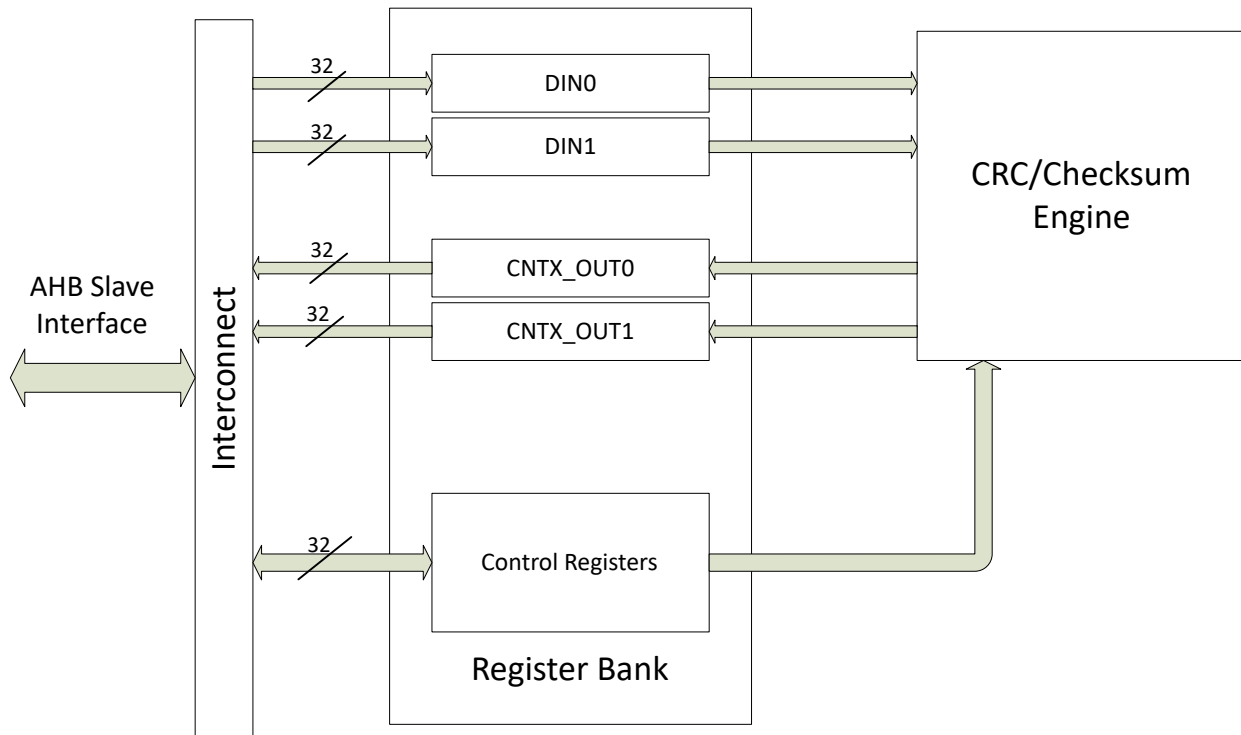 32
DIN0
32
DIN1
CRC/Checksum
Engine
32
CNTX_OUT0
32
CNTX_OUT1
AHB Slave
Interface
Interconnect
32
Control Registers
Register Bank